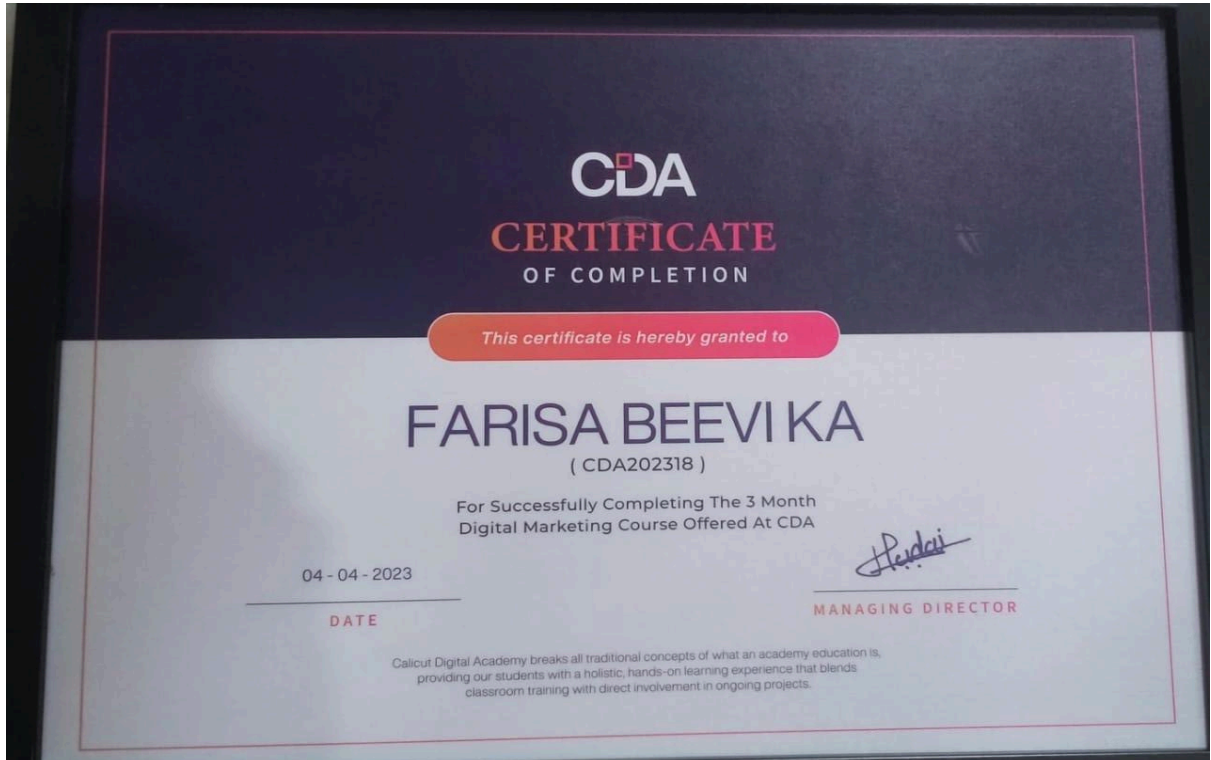 CDA
CERTIFICATE
OF COMPLETION
This certificate is hereby granted to
FARISA BEEVI KA
( CDA202318 )
For Successfully Completing The 3 Month
Digital Marketing Course Offered At CDA
04 - 04 - 2023
DATE
MANAGING DIRECTOR
Calicut Digital Academy breaks all traditional concepts of what an academy education is,
providing our students with a holistic, hands-on learning experience that blends
classroom training with direct involvement in ongoing projects.